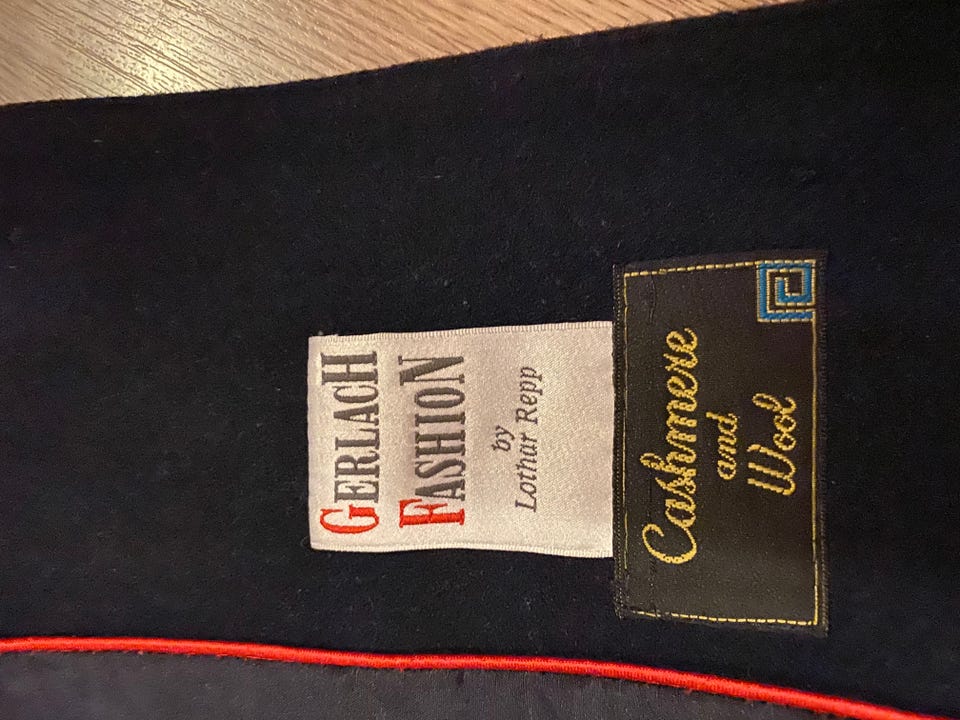 GERLACH
FASHION
by
Lothar Repp
Cashmere
and
Wool